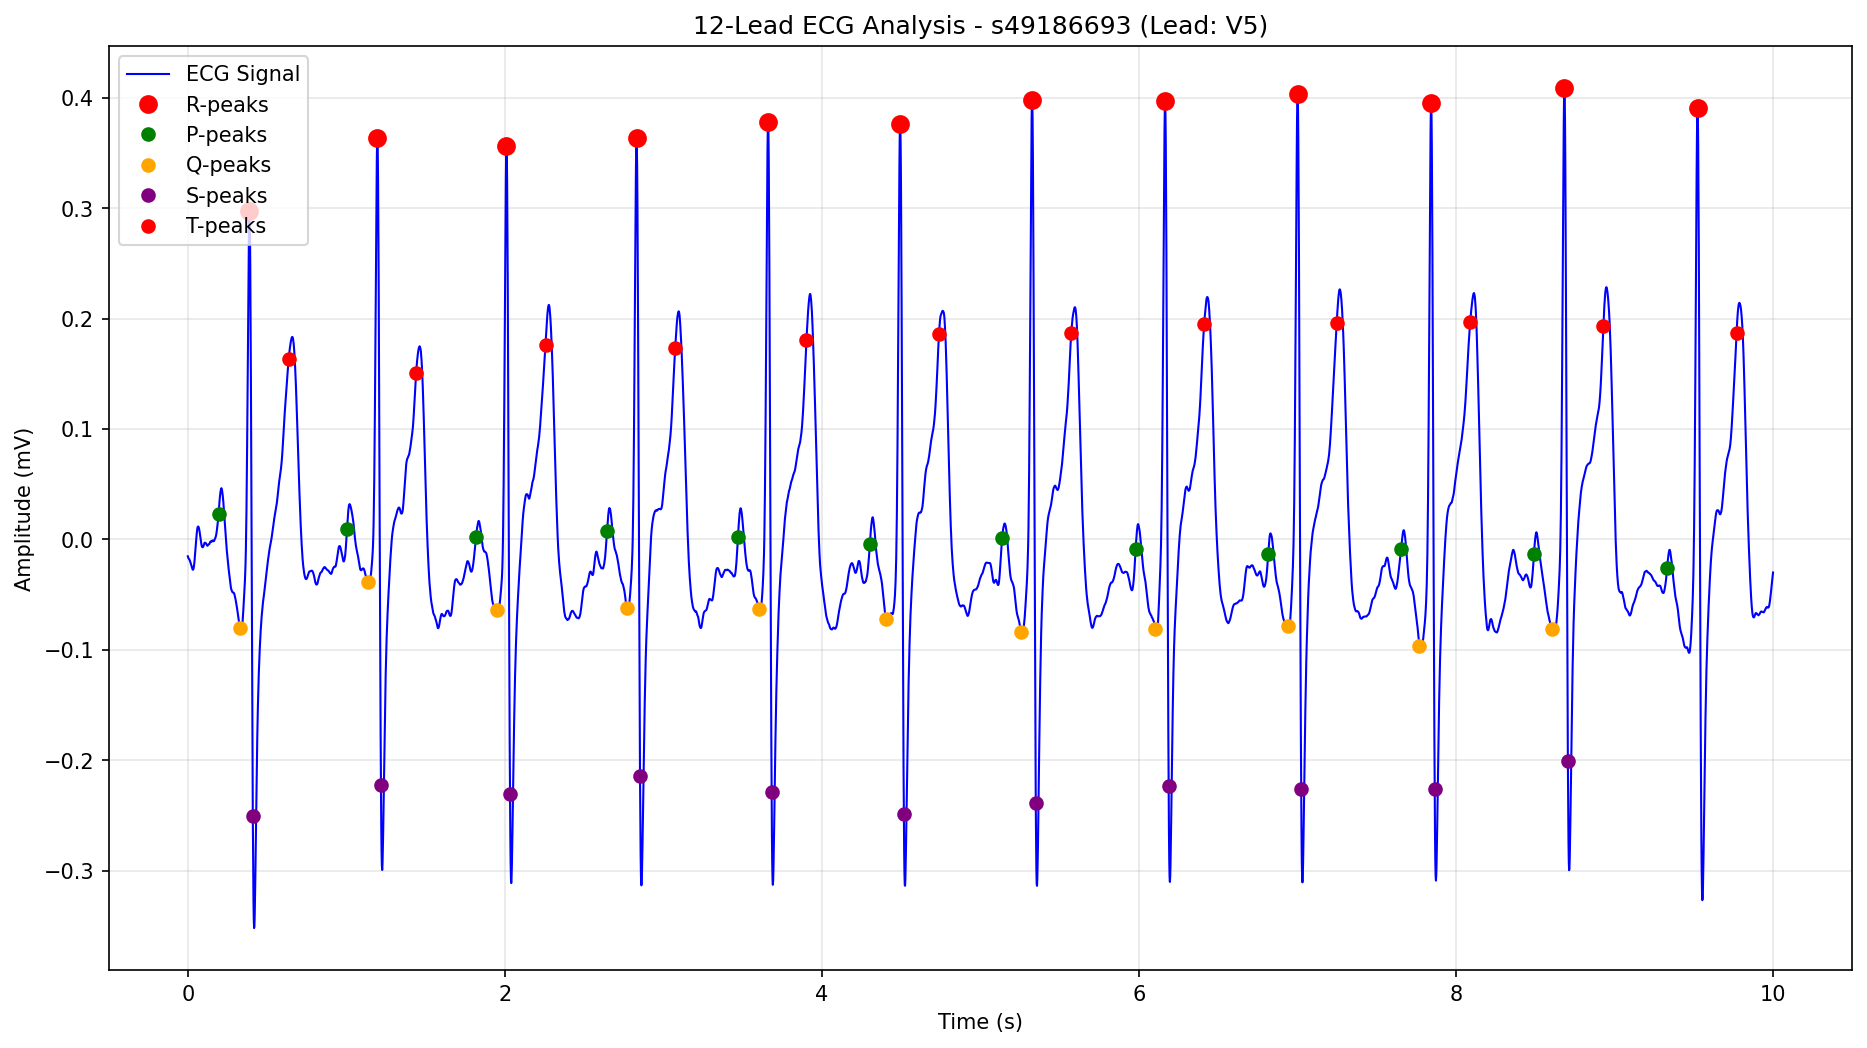 12-Lead ECG Analysis - s49186693 (Lead: V5)
ECG Signal
R-peaks
P-peaks
Q-peaks
S-peaks
T-peaks
Amplitude (mV)
0.4
0.3
0.2
0.1
0.0
−0.1
−0.2
−0.3
0 2 4 6 8 10
Time (s)